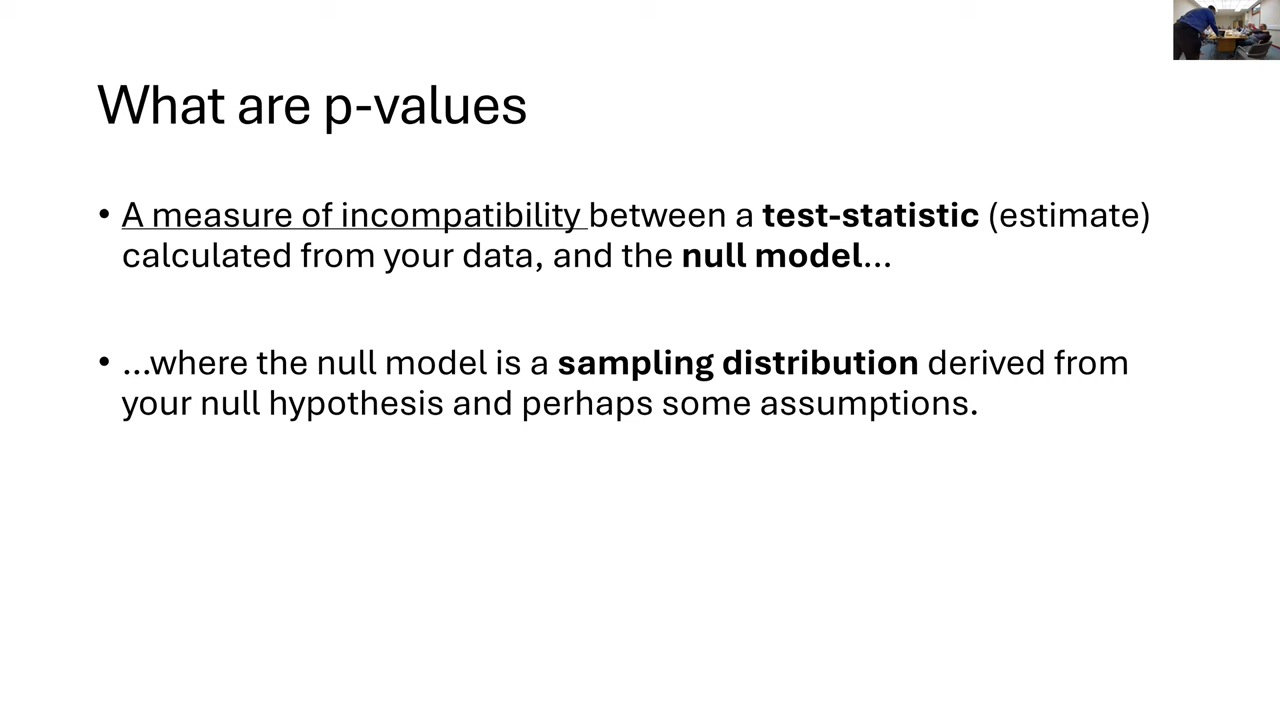 What are p-values
• A measure of incompatibility between a test-statistic (estimate)
calculated from your data, and the null model...
• ...where the null model is a sampling distribution derived from
your null hypothesis and perhaps some assumptions.